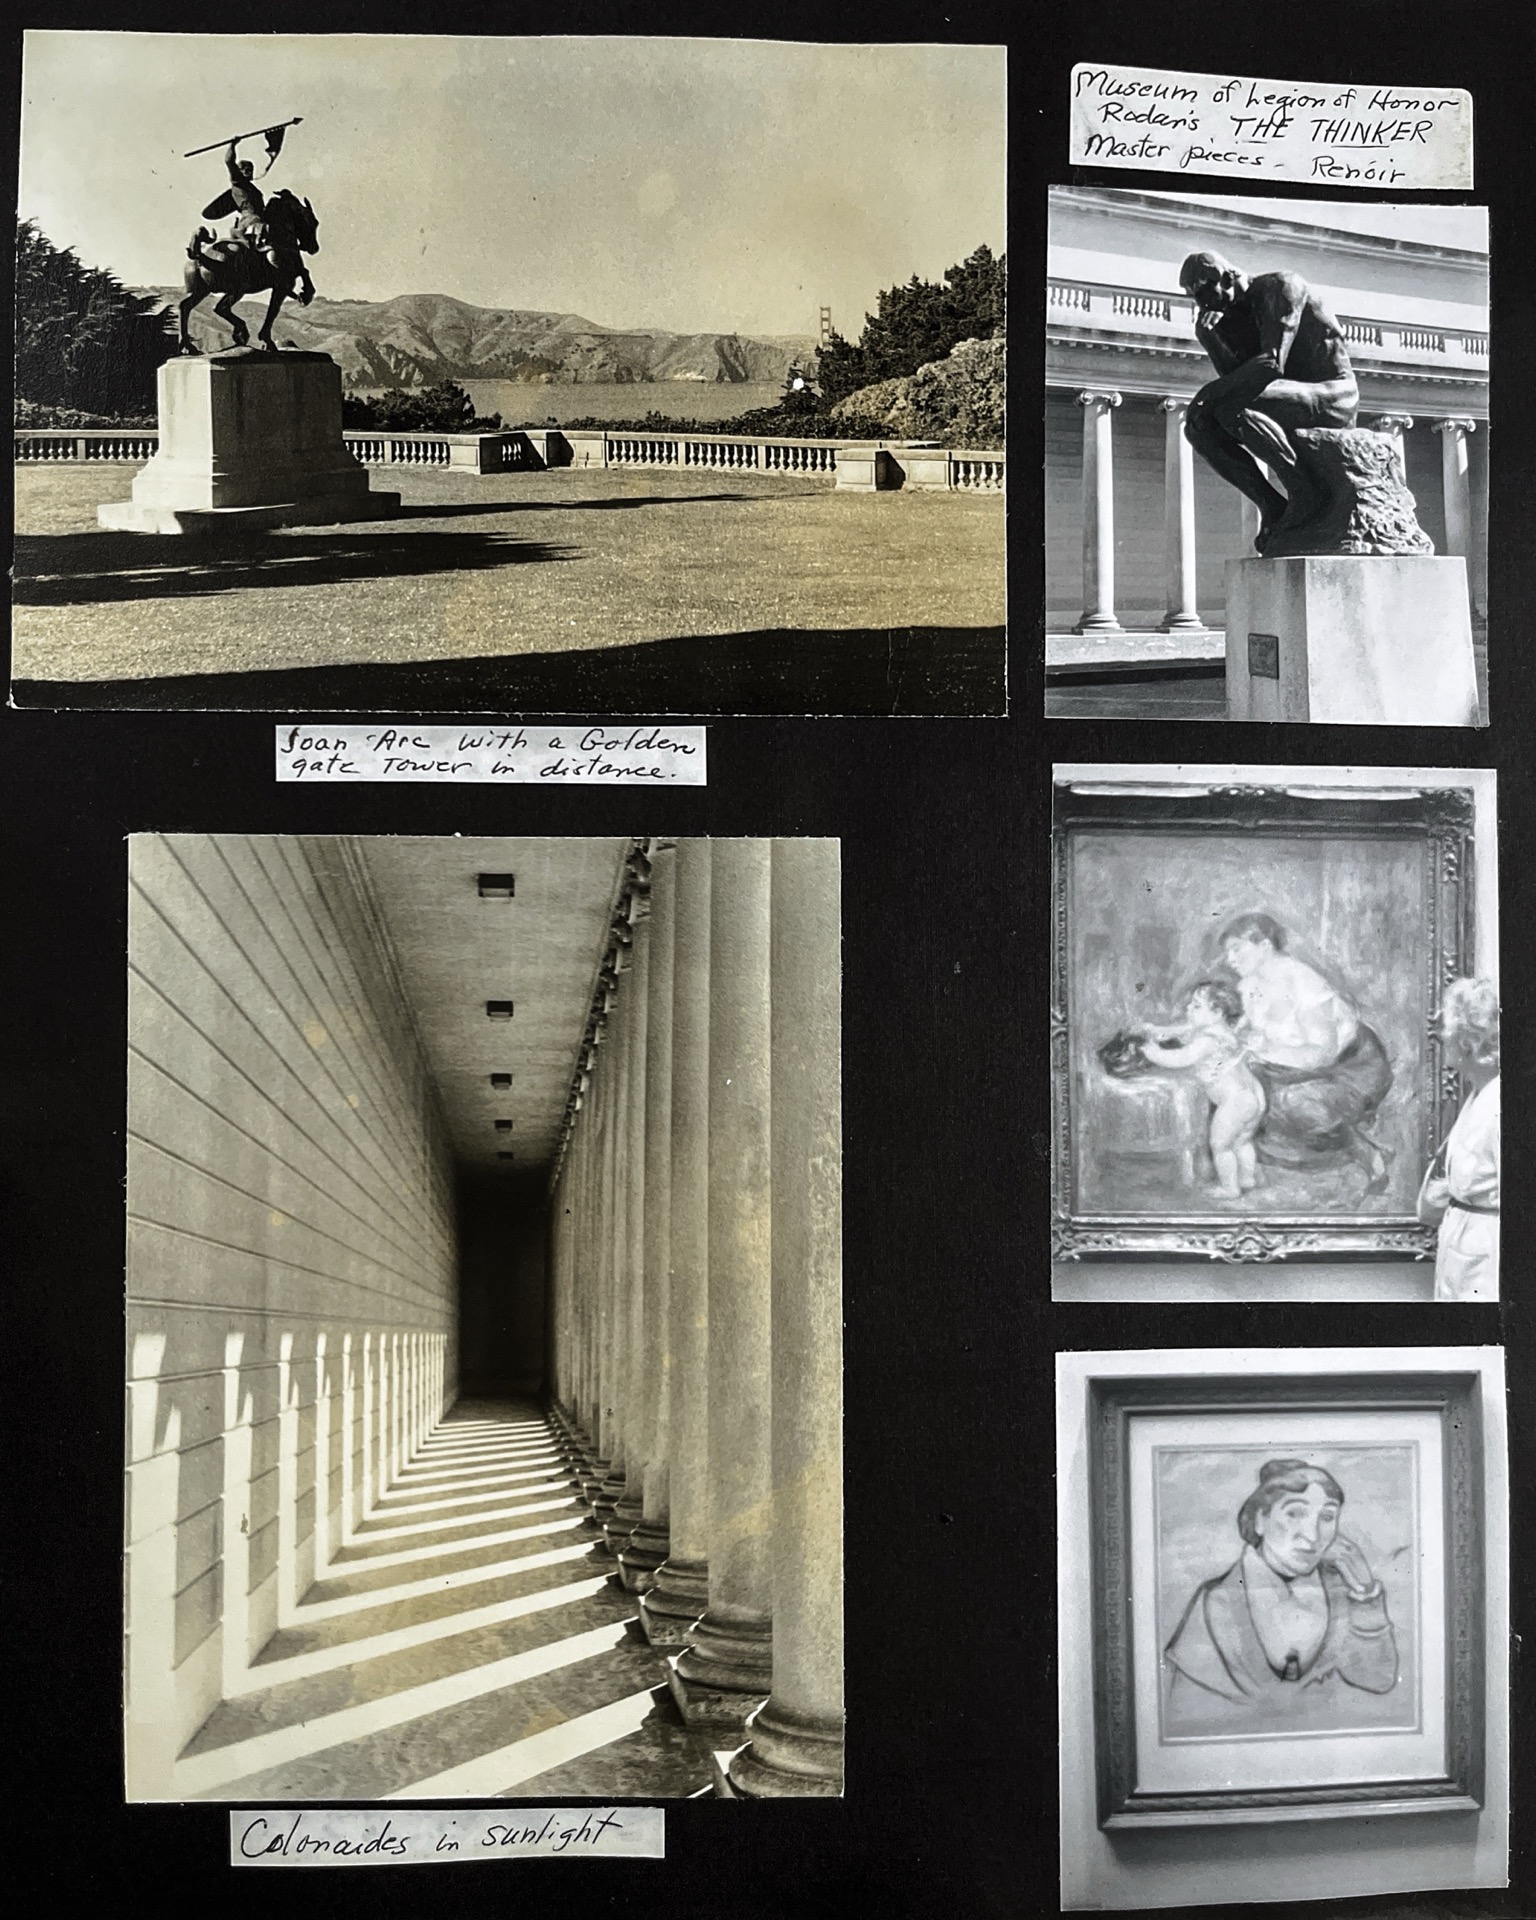 Museum of Legion of Honor
Rodan's THE THINKER
Master pieces - Renoir
Joan Arc with a Golden
gate Tower in distance.
Colonaides in sunlight